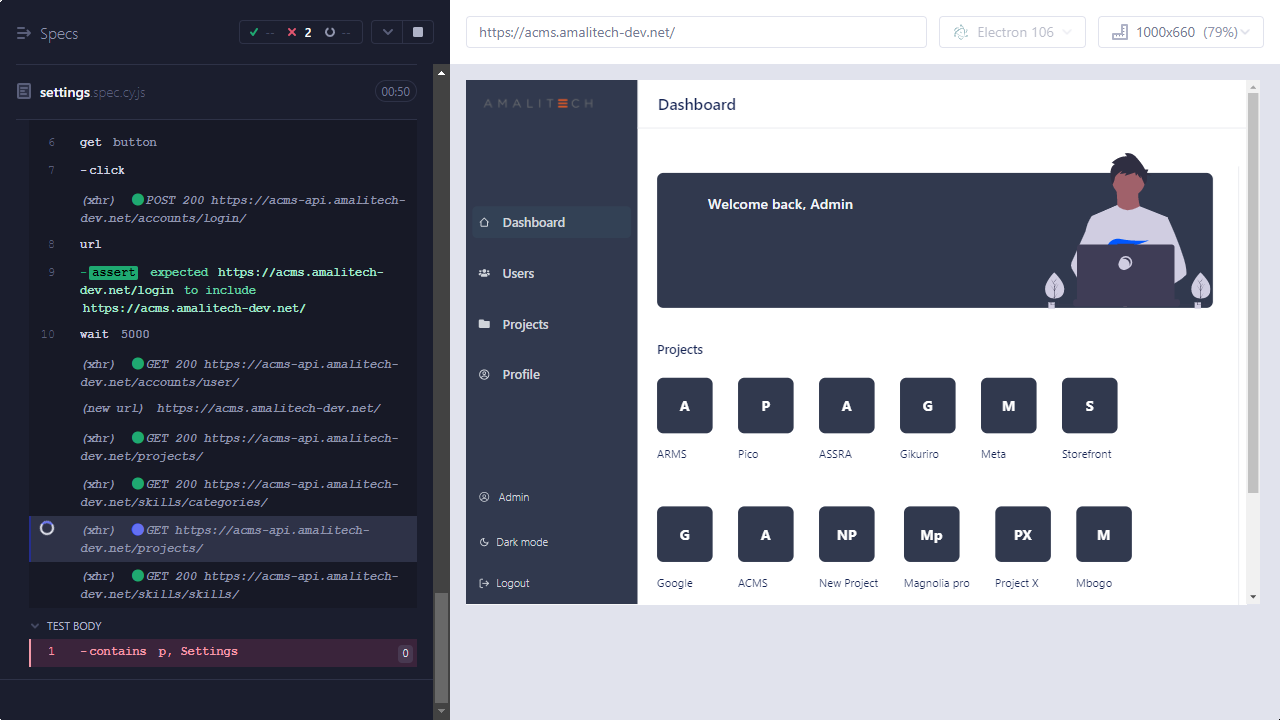 Specs
-- 2 --
settings.spec.cy.js 00:50
6 get button
7 -click
(xhr) POST 200 https://acms-api.amalitech-
dev.net/accounts/login/
8 url
9 -assert expected https://acms.amalitech-
dev.net/login to include
https://acms.amalitech-dev.net/
10 wait 5000
(xhr) GET 200 https://acms-api.amalitech-
dev.net/accounts/user/
(new url) https://acms.amalitech-dev.net/
(xhr) GET 200 https://acms-api.amalitech-
dev.net/projects/
(xhr) GET 200 https://acms-api.amalitech-
dev.net/skills/categories/
(xhr) GET https://acms-api.amalitech-
dev.net/projects/
(xhr) GET 200 https://acms-api.amalitech-
dev.net/skills/skills/
TEST BODY
1 -contains p, Settings 0
https://acms.amalitech-dev.net/
Electron 106
1000x660 (79%)
AMALITECH
Dashboard
Users
Projects
Profile
Admin
Dark mode
Logout
Dashboard
Welcome back, Admin
Projects
A P A G M S
ARMS Pico ASSRA Gikuriro Meta Storefront
G A NP Mp PX M
Google ACMS New Project Magnolia pro Project X Mbogo